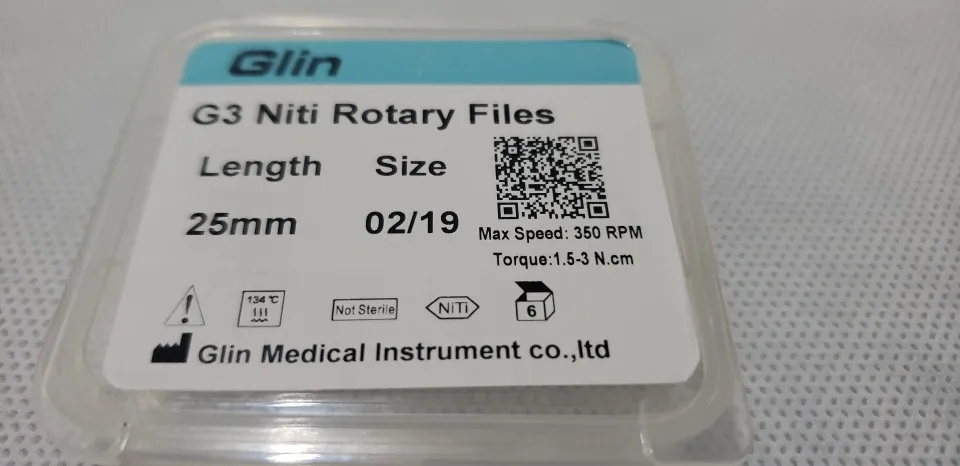 Glin
G3 Niti Rotary Files
Length Size
25mm 02/19
Max Speed: 350 RPM
Torque:1.5-3 N.cm
134 ℃
Not Sterile
NiTi
6
Glin Medical Instrument co.,ltd